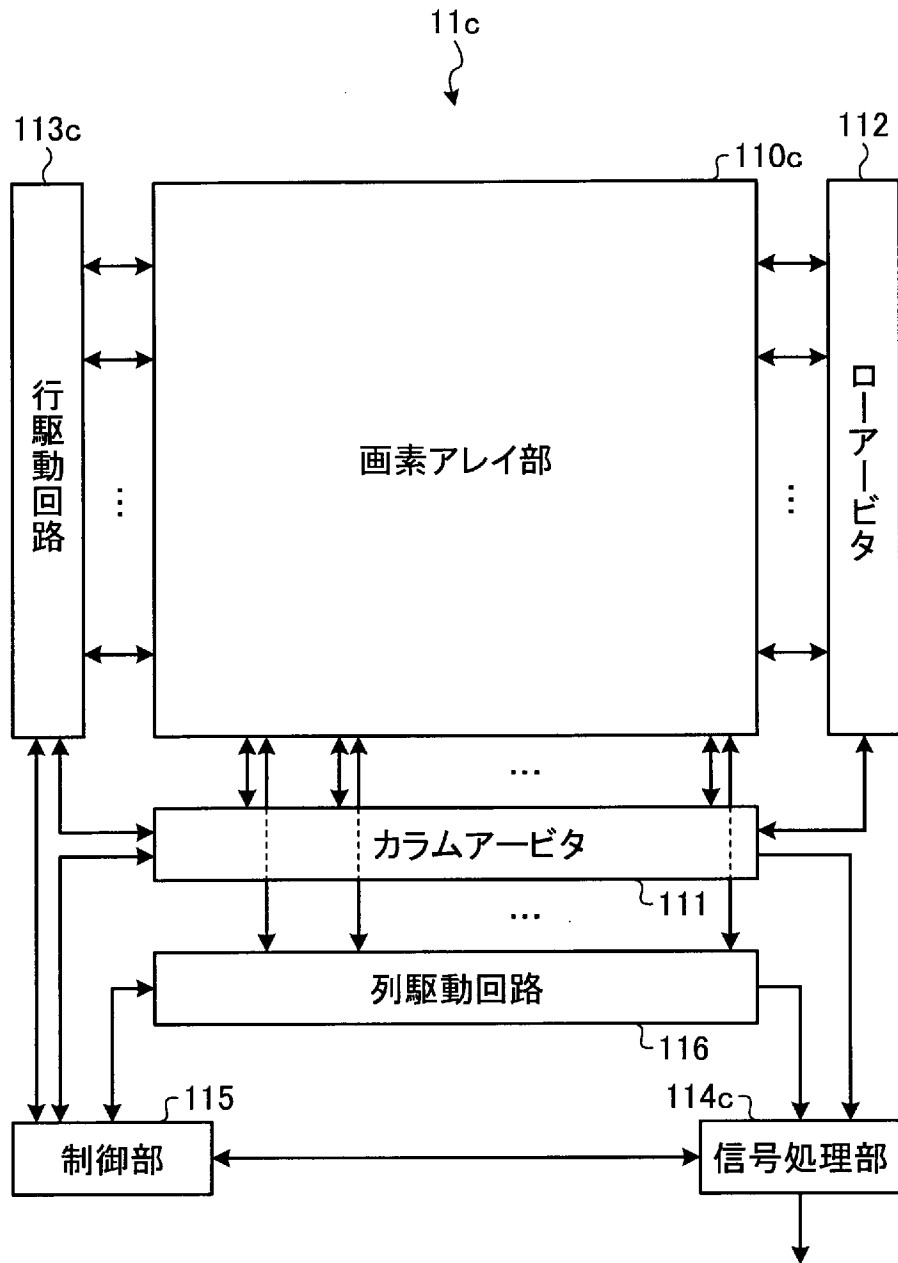 11c
113c
110c
112
行駆動回路
…
画素アレイ部
…
ローアービタ
…
カラムアービタ
111
…
列駆動回路
116
115
114c
制御部
信号処理部